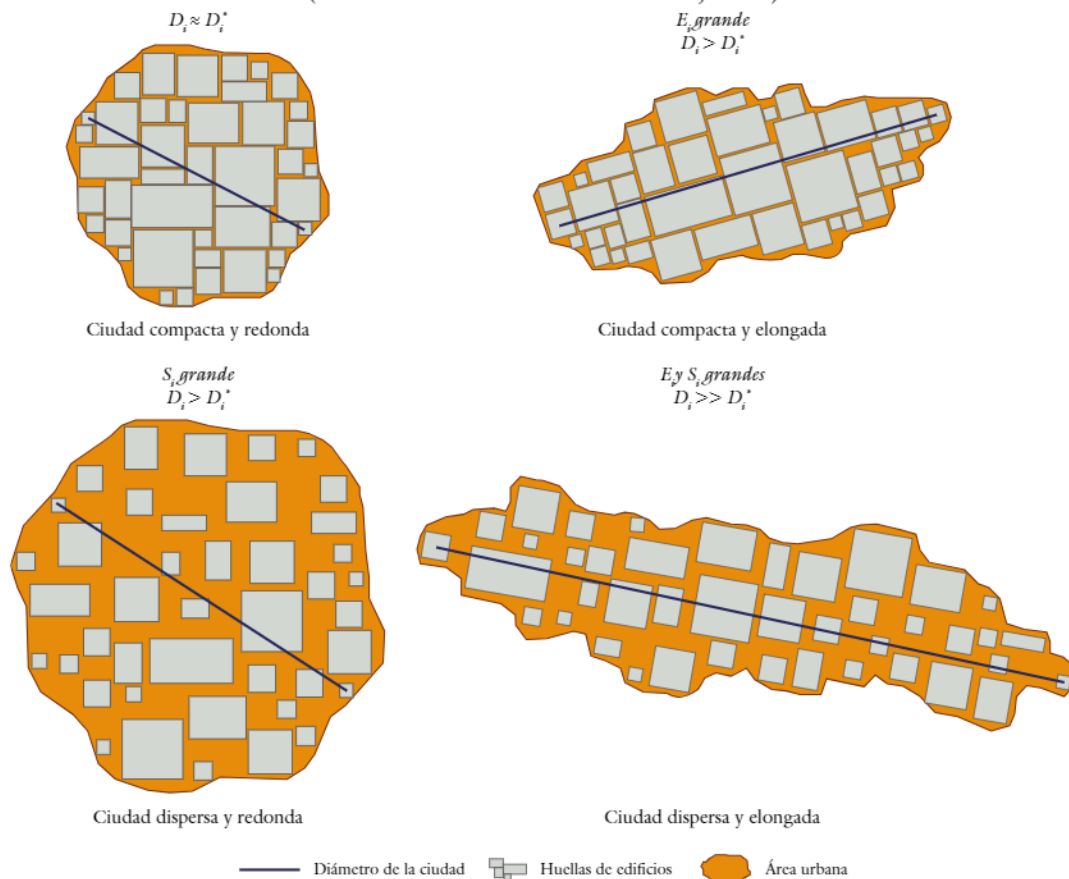 D_i ≈ D_i*
E_i grande
D_i > D_i*
Ciudad compacta y redonda
Ciudad compacta y elongada
S_i grande
D_i > D_i*
E_i y S_i grandes
D_i >> D_i*
Ciudad dispersa y redonda
Ciudad dispersa y elongada
Diámetro de la ciudad
Huellas de edificios
Área urbana